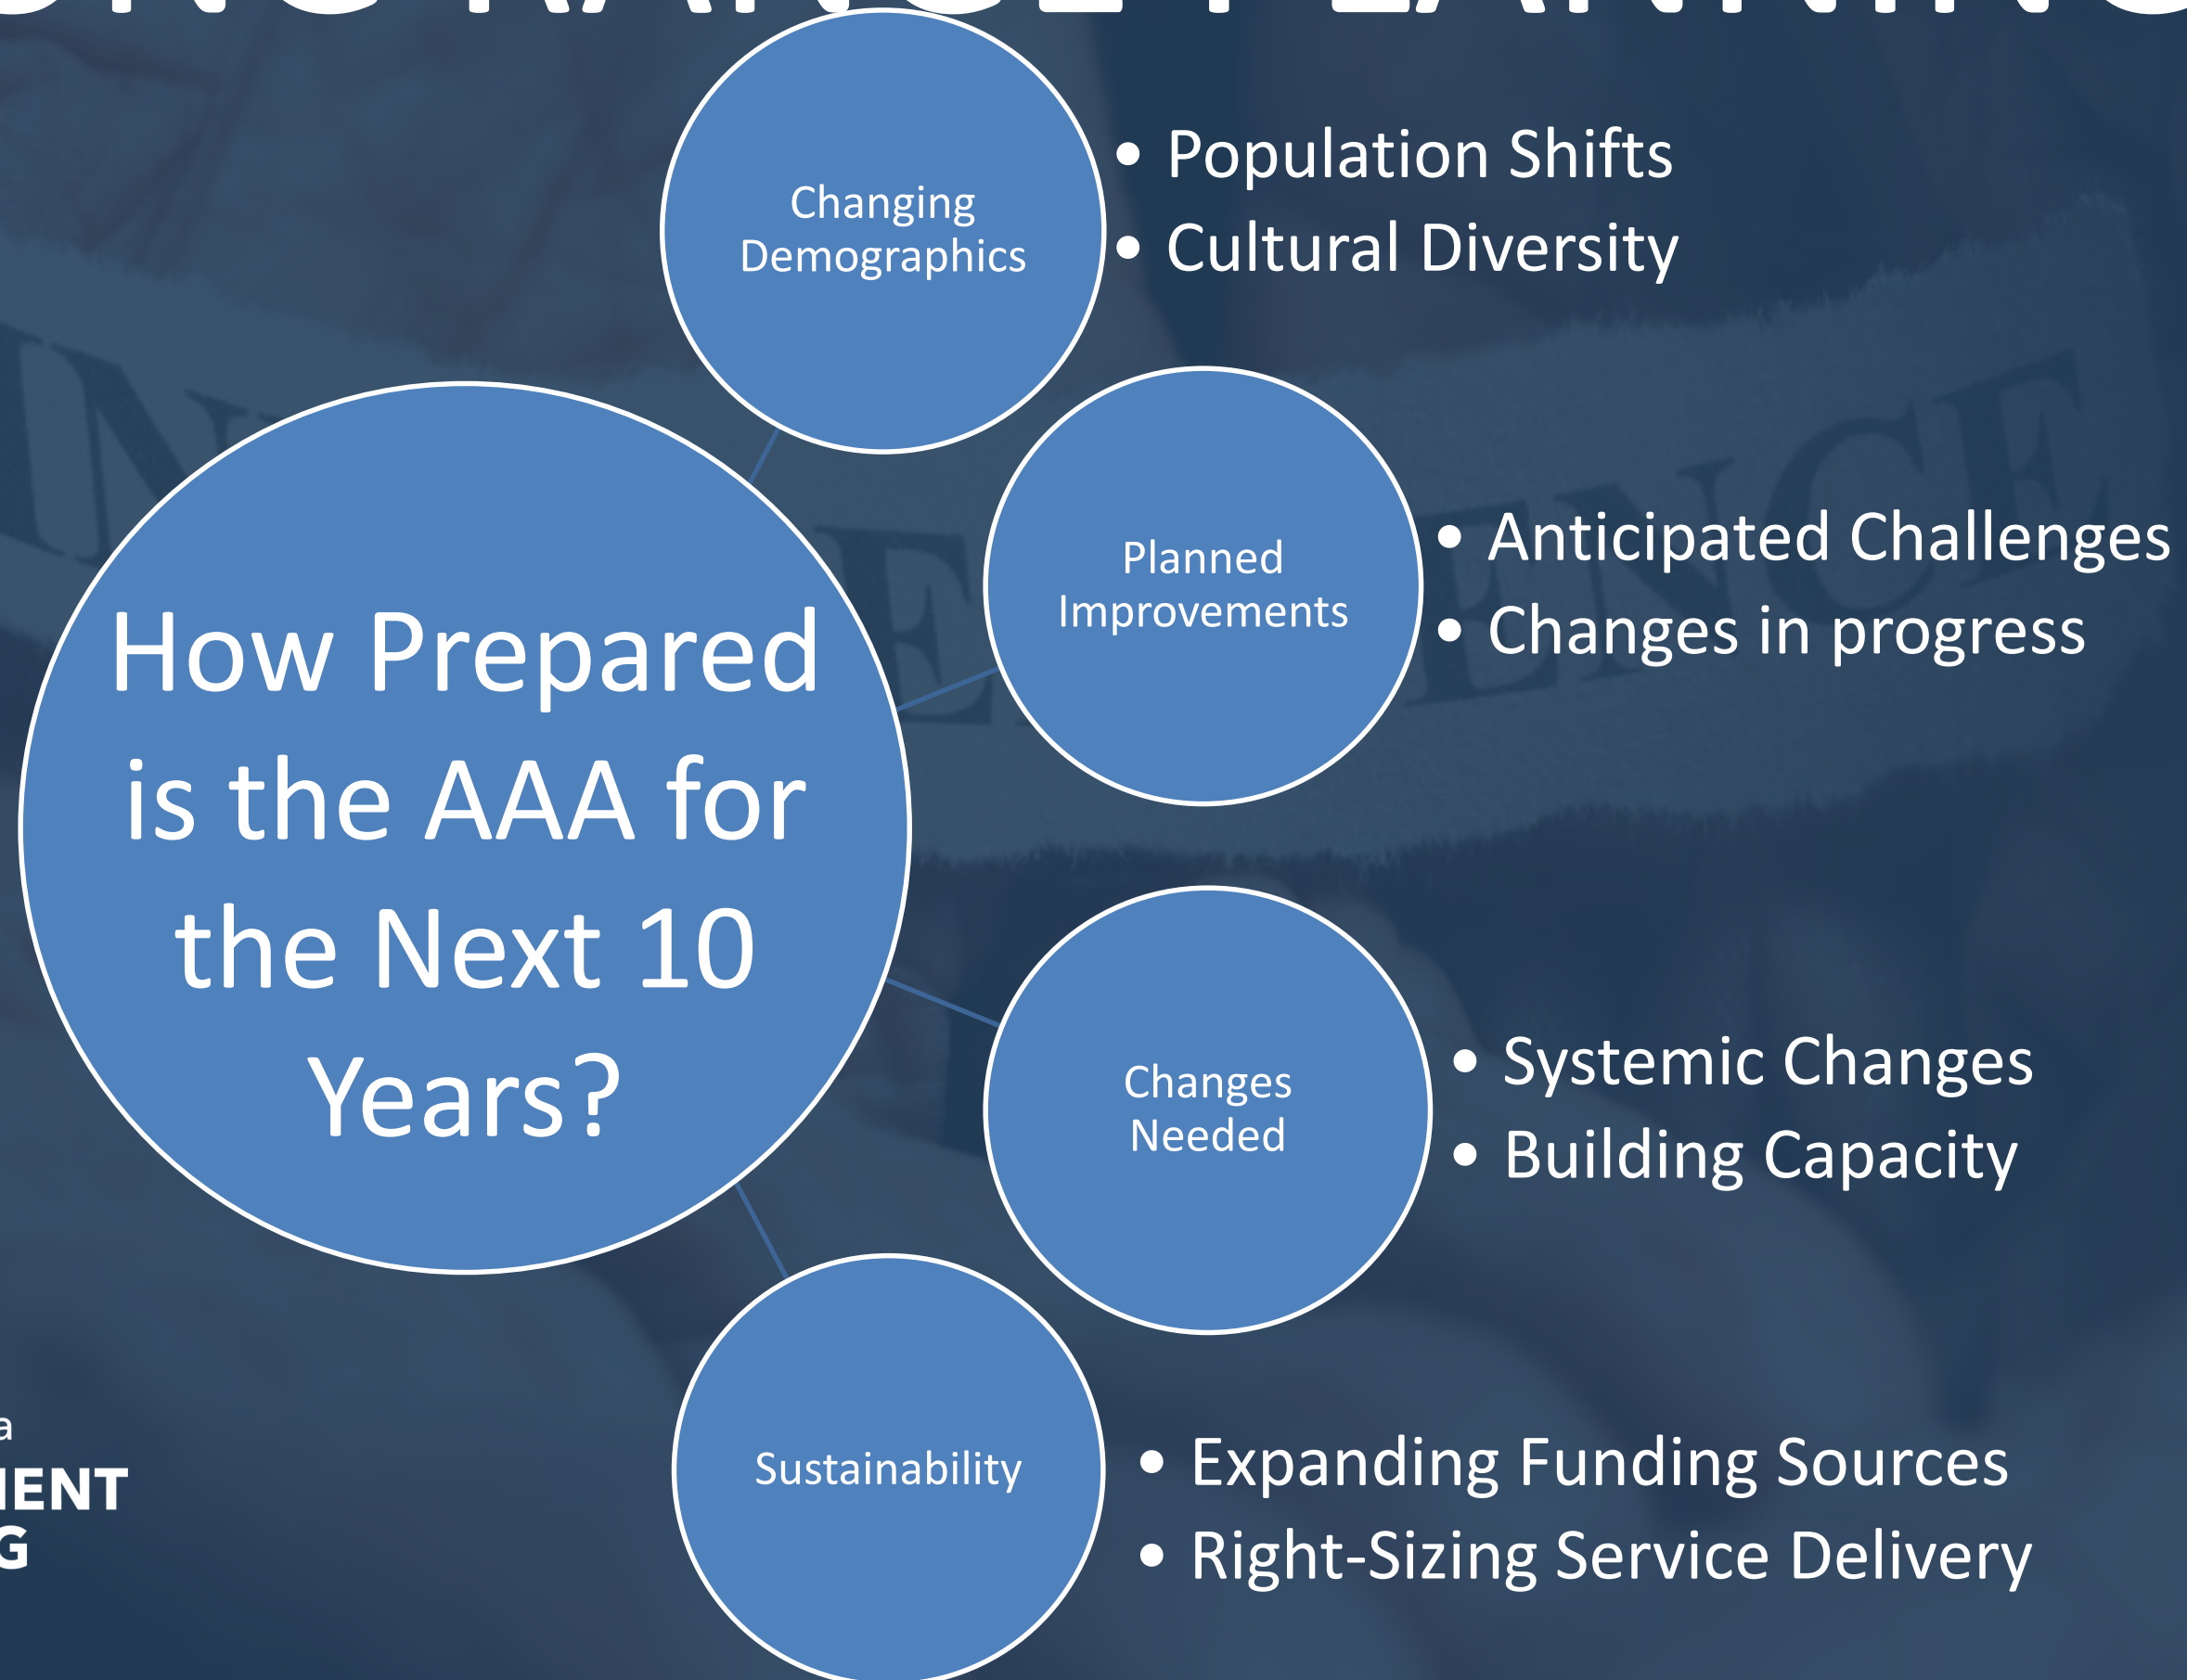 How Prepared
is the AAA for
the Next 10
Years?
Changing
Demographics
• Population Shifts
• Cultural Diversity
Planned
Improvements
• Anticipated Challenges
• Changes in progress
Changes
Needed
• Systemic Changes
• Building Capacity
Sustainability
• Expanding Funding Sources
• Right-Sizing Service Delivery